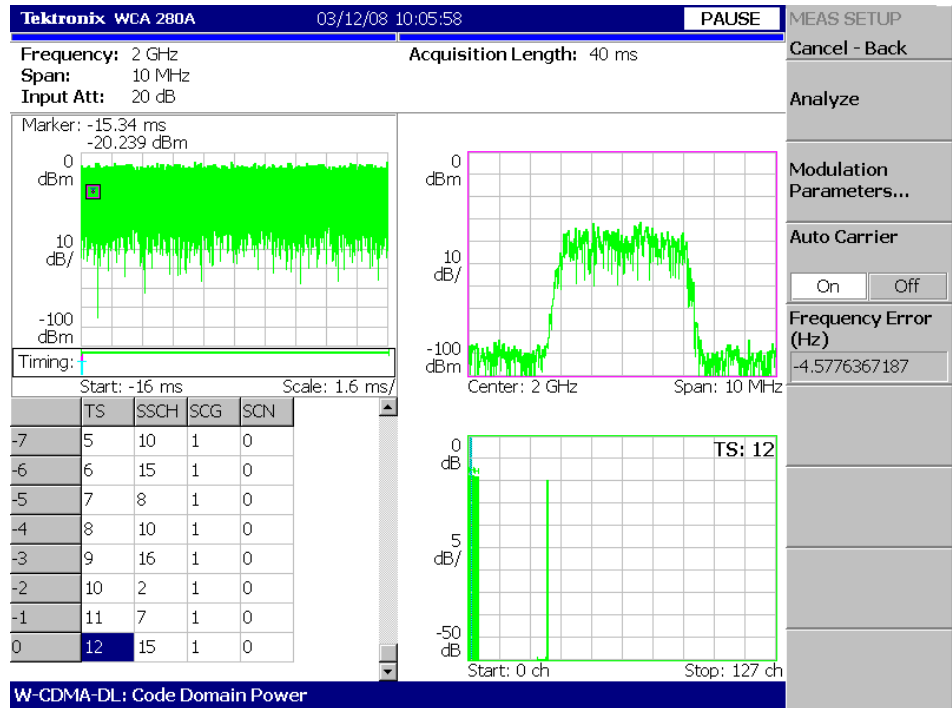 Tektronix WCA 280A 03/12/08 10:05:58 PAUSE
Frequency: 2 GHz Acquisition Length: 40 ms
Span: 10 MHz
Input Att: 20 dB
Marker: -15.34 ms
-20.239 dBm
0
dBm
10
dB/
-100
dBm
Timing:
Start: -16 ms Scale: 1.6 ms/
0
dBm
10
dB/
-100
dBm
Center: 2 GHz Span: 10 MHz
TS SSCH SCG SCN
-7 5 10 1 0
-6 6 15 1 0
-5 7 8 1 0
-4 8 10 1 0
-3 9 16 1 0
-2 10 2 1 0
-1 11 7 1 0
0 12 15 1 0
0
dB
TS: 12
5
dB/
-50
dB
Start: 0 ch Stop: 127 ch
W-CDMA-DL: Code Domain Power
MEAS SETUP
Cancel - Back
Analyze
Modulation
Parameters...
Auto Carrier
On Off
Frequency Error
(Hz)
-4.5776367187